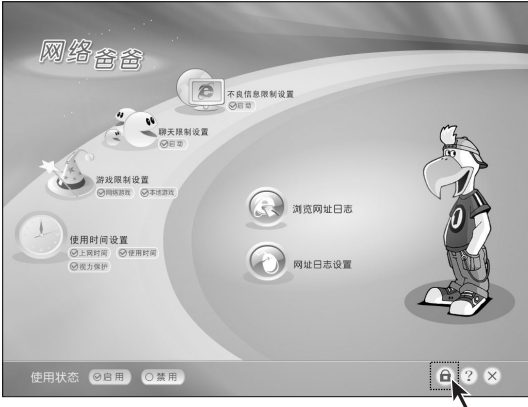 网络爸爸
不良信息限制设置
启动
聊天限制设置
启动
游戏限制设置
网络游戏 本地游戏
使用时间设置
上网时间 使用时间
视力保护
浏览网址日志
网址日志设置
使用状态 启用 禁用
?